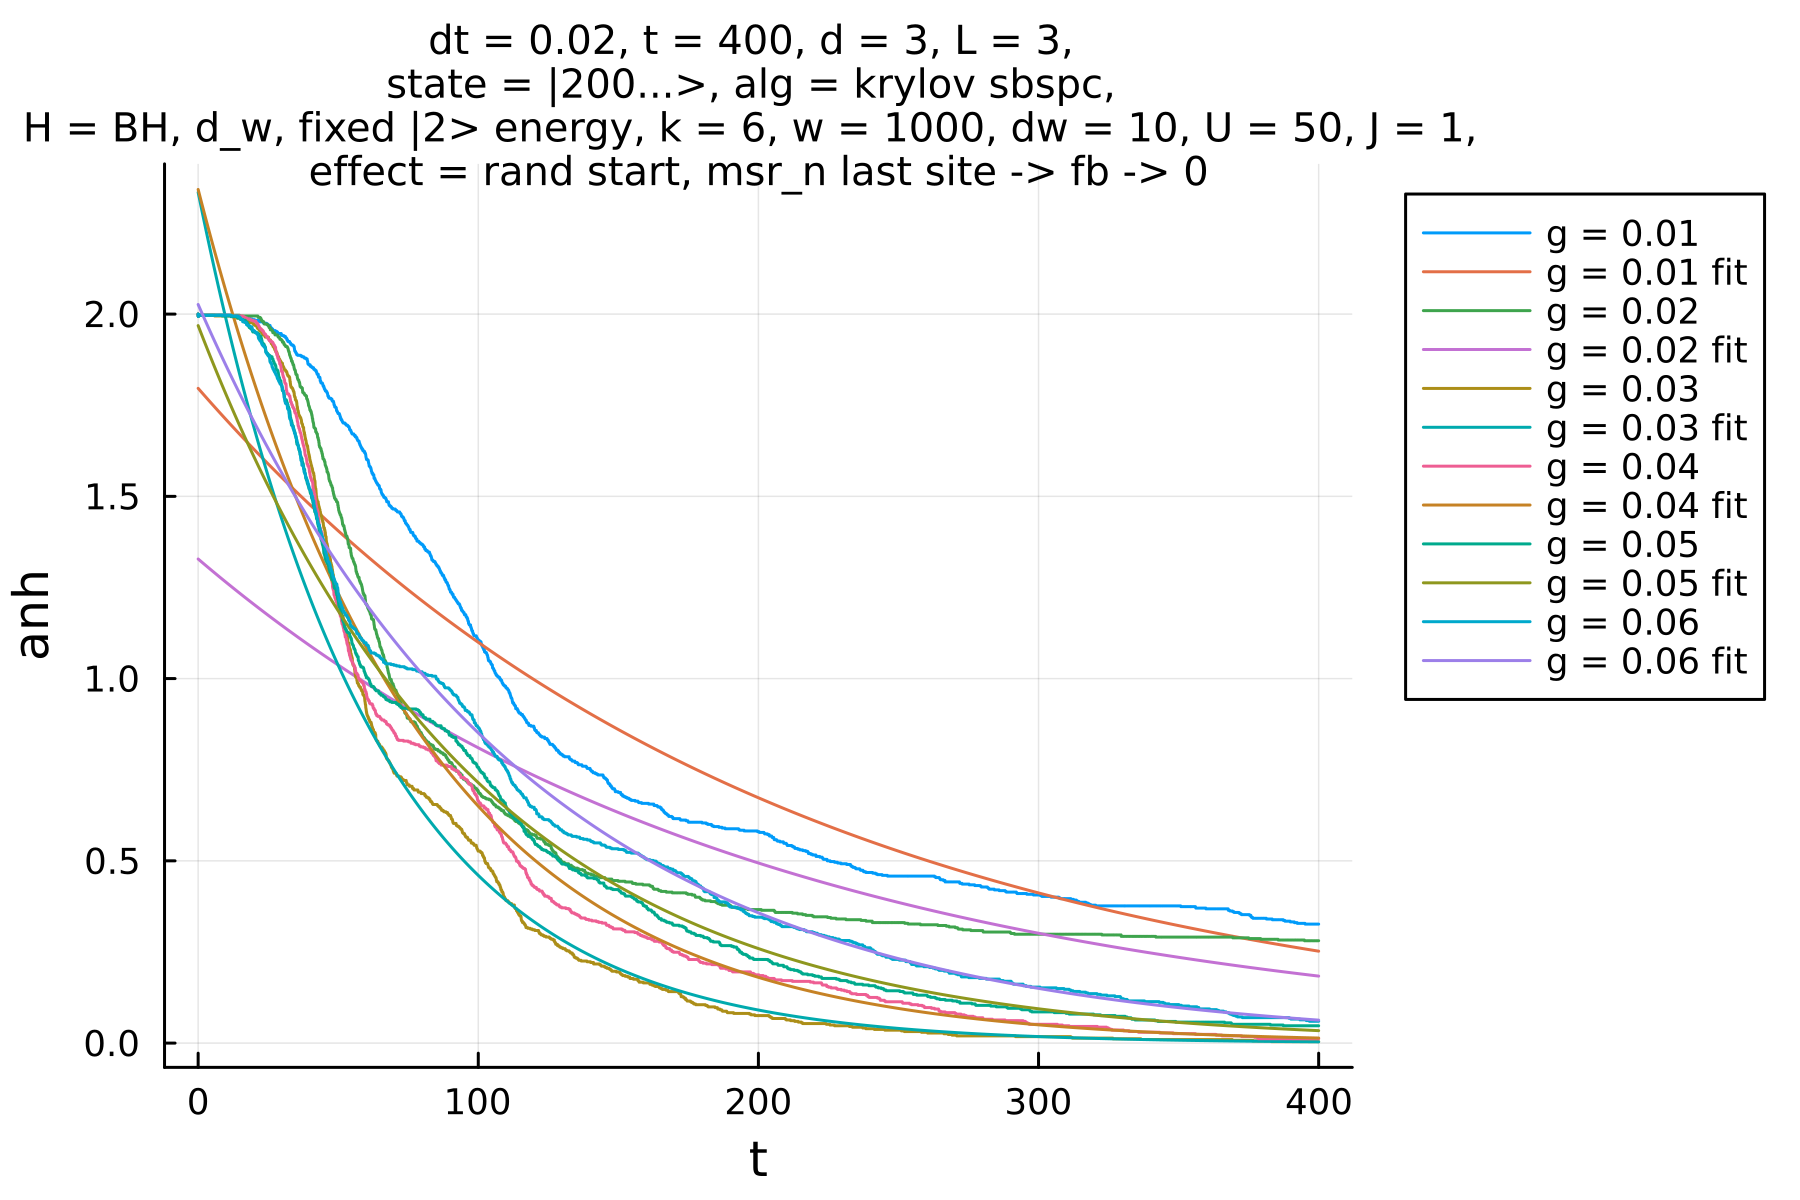 dt = 0.02, t = 400, d = 3, L = 3,
state = |200...>, alg = krylov sbspc,
H = BH, d_w, fixed |2> energy, k = 6, w = 1000, dw = 10, U = 50, J = 1,
effect = rand start, msr_n last site -> fb -> 0
g = 0.01
g = 0.01 fit
g = 0.02
g = 0.02 fit
g = 0.03
g = 0.03 fit
g = 0.04
g = 0.04 fit
g = 0.05
g = 0.05 fit
g = 0.06
g = 0.06 fit
anh
2.0
1.5
1.0
0.5
0.0
0 100 200 300 400
t